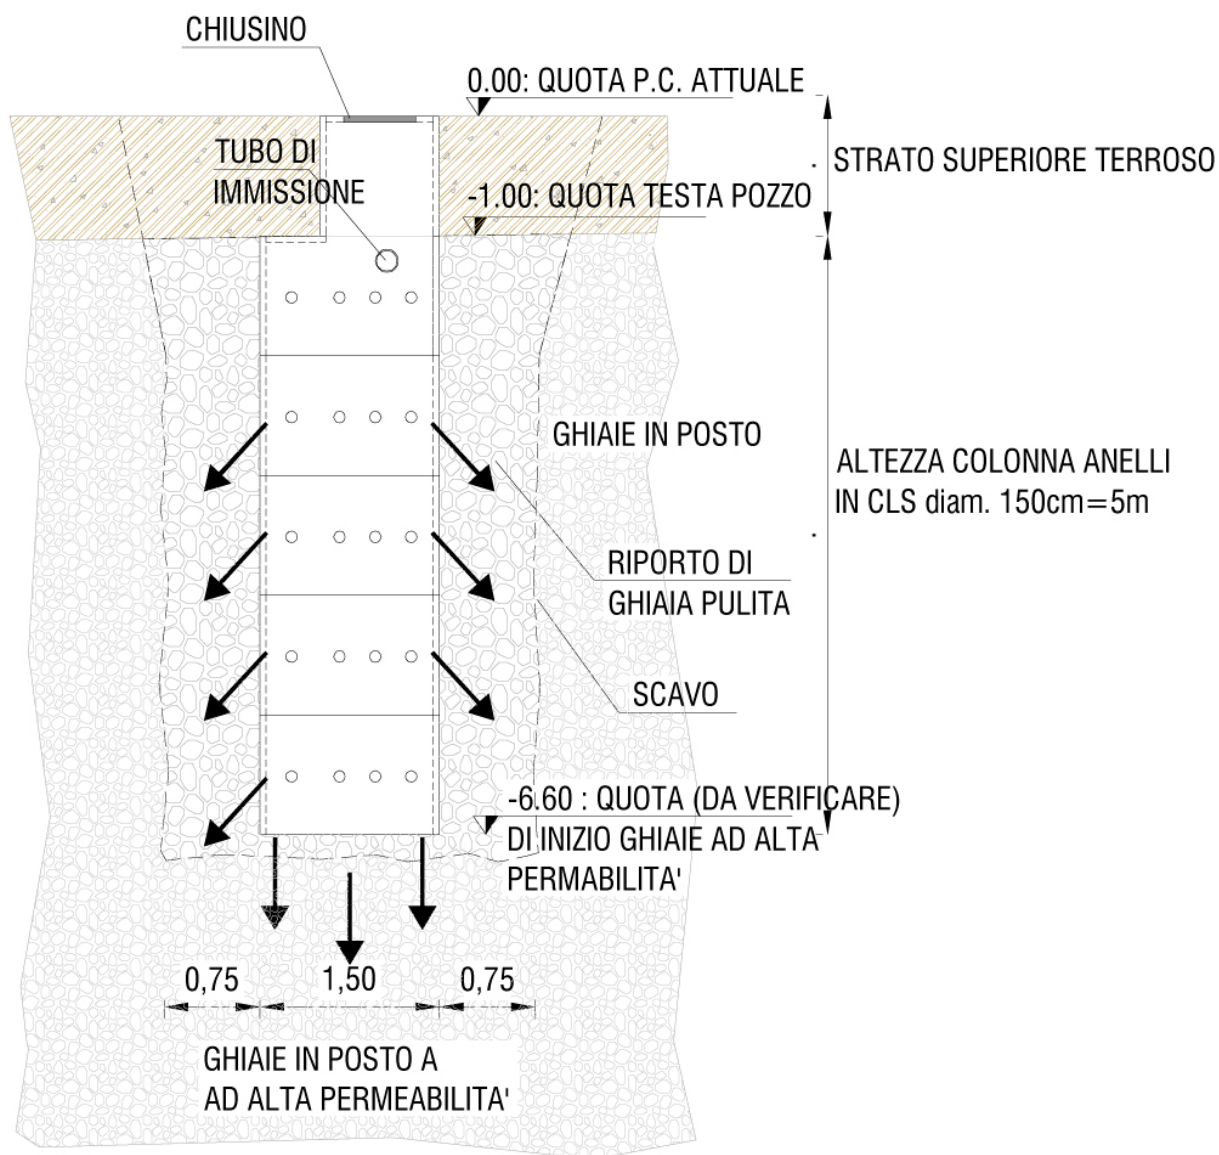 CHIUSINO
0.00: QUOTA P.C. ATTUALE
TUBO DI
IMMISSIONE
STRATO SUPERIORE TERROSO
-1.00: QUOTA TESTA POZZO
GHIAIE IN POSTO
ALTEZZA COLONNA ANELLI
IN CLS diam. 150cm=5m
RIPORTO DI
GHIAIA PULITA
SCAVO
-6.60 : QUOTA (DA VERIFICARE)
DI INIZIO GHIAIE AD ALTA
PERMABILITA'
0,75
1,50
0,75
GHIAIE IN POSTO A
AD ALTA PERMEABILITA'